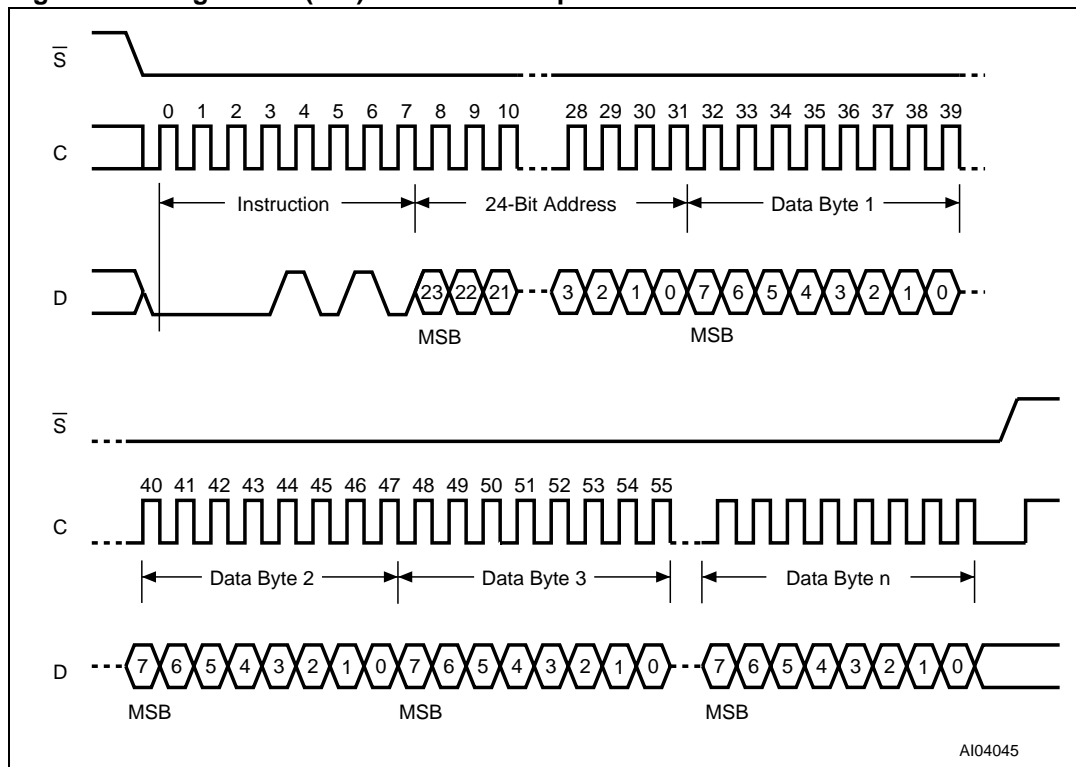 S
0 1 2 3 4 5 6 7 8 9 10 28 29 30 31 32 33 34 35 36 37 38 39
C
Instruction 24-Bit Address Data Byte 1
D
23 22 21 3 2 1 0 7 6 5 4 3 2 1 0
MSB MSB
S
40 41 42 43 44 45 46 47 48 49 50 51 52 53 54 55
C
Data Byte 2 Data Byte 3 Data Byte n
D
7 6 5 4 3 2 1 0 7 6 5 4 3 2 1 0 7 6 5 4 3 2 1 0
MSB MSB MSB
AI04045